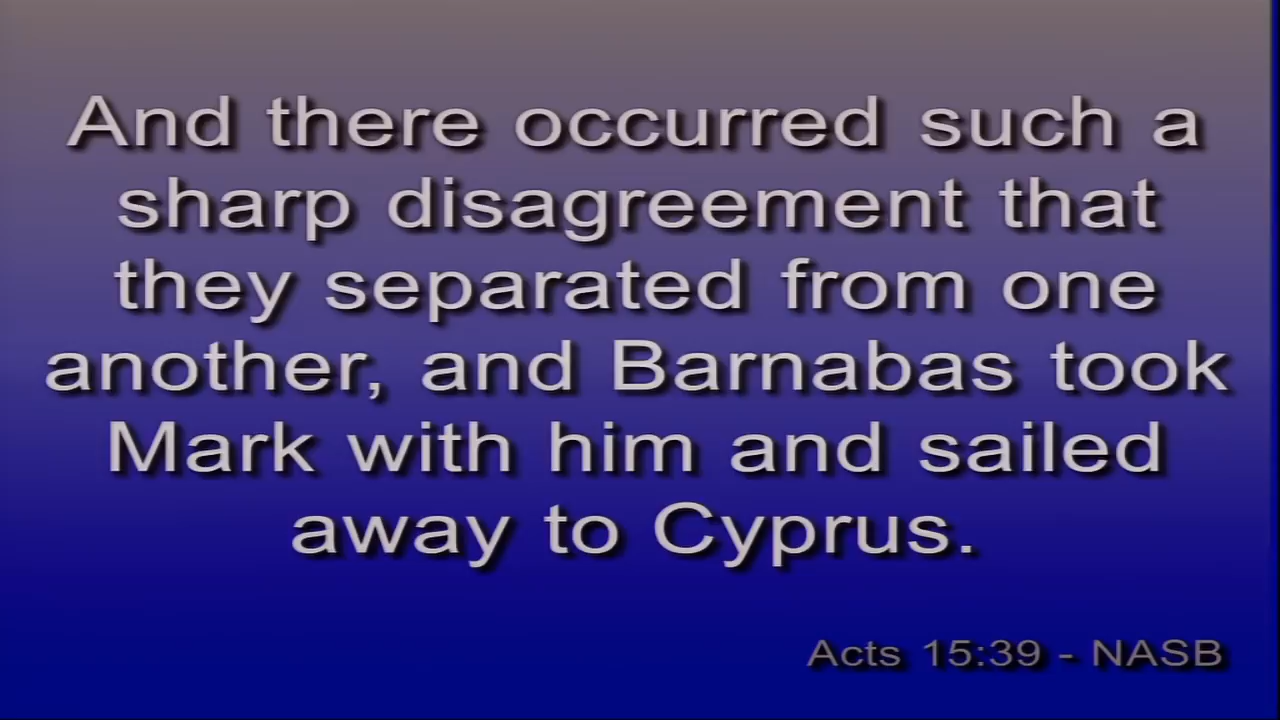 And there occurred such a
sharp disagreement that
they separated from one
another, and Barnabas took
Mark with him and sailed
away to Cyprus.
Acts 15:39 - NASB